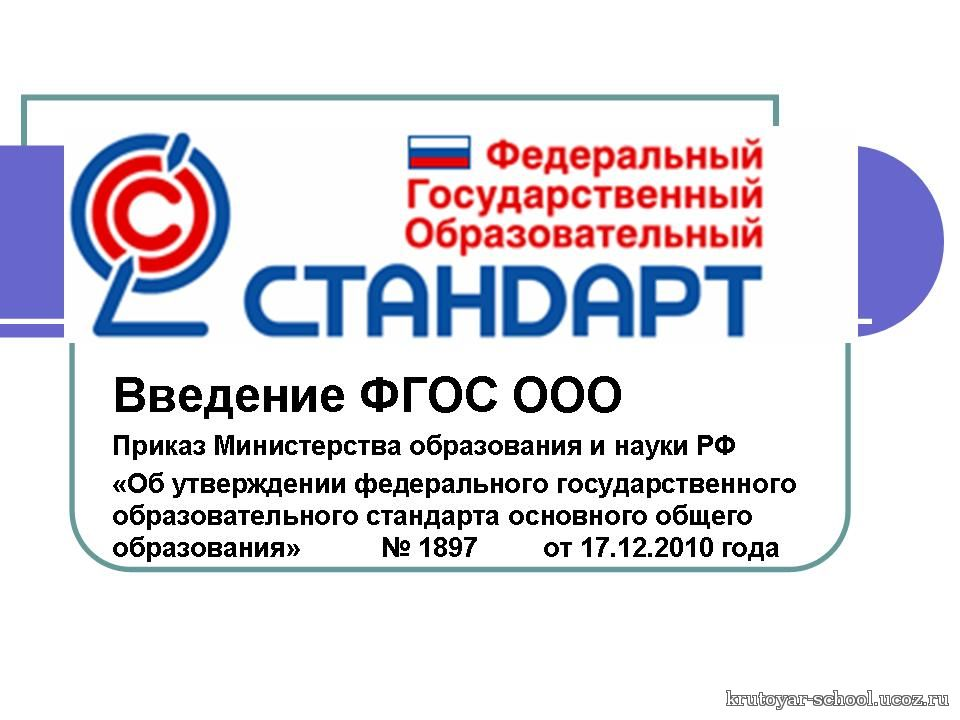 Федеральный
Государственный
Образовательный
СТАНДАРТ
Введение ФГОС ООО
Приказ Министерства образования и науки РФ
«Об утверждении федерального государственного
образовательного стандарта основного общего
образования» № 1897 от 17.12.2010 года
krutoyar-school.ucoz.ru